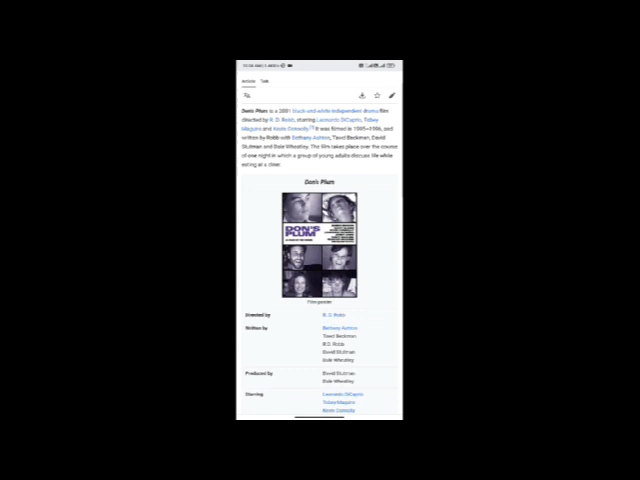 Article Talk
Don's Plum is a 2001 black-and-white independent drama film
directed by R. D. Robb, starring Leonardo DiCaprio, Tobey
Maguire and Kevin Connolly.[1] It was filmed in 1995–1996, and
written by Robb with Bethany Ashton, Tawd Beckman, David
Stutman and Dale Wheatley. The film takes place over the course
of one night in which a group of young adults discuss life while
eating at a diner.
Don's Plum
DON'S
PLUM
Film poster
Directed by R. D. Robb
Written by Bethany Ashton
Tawd Beckman
R.D. Robb
David Stutman
Dale Wheatley
Produced by David Stutman
Dale Wheatley
Starring Leonardo DiCaprio
Tobey Maguire
Kevin Connolly